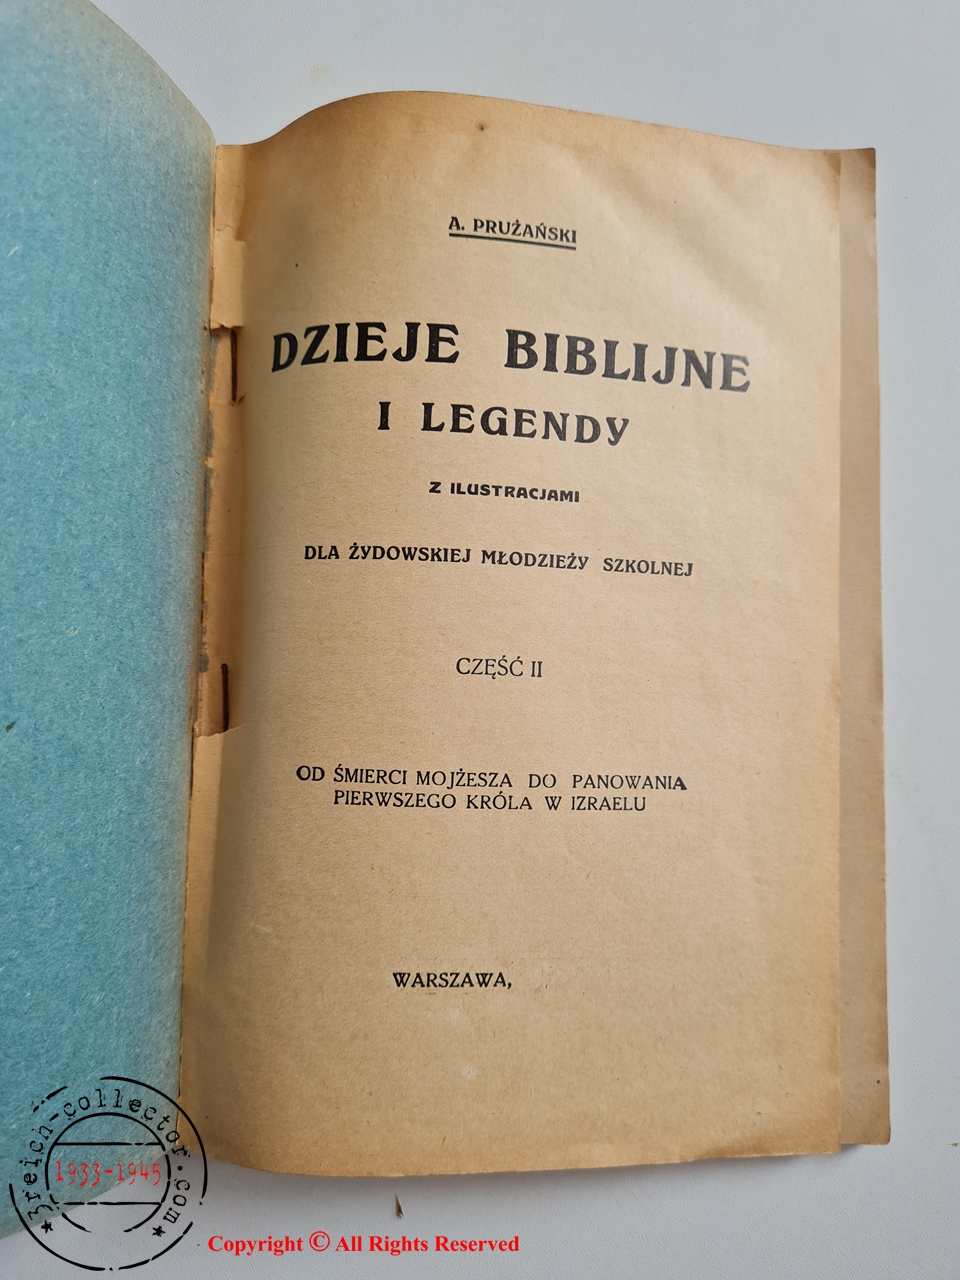 A. PRUŻAŃSKI
DZIEJE BIBLIJNE
I LEGENDY
Z ILUSTRACJAMI
DLA ŻYDOWSKIEJ MŁODZIEŻY SZKOLNEJ
CZĘŚĆ II
OD ŚMIERCI MOJŻESZA DO PANOWANIA
PIERWSZEGO KRÓLA W IZRAELU
WARSZAWA,
3reich-collector.com
1933-1945
Copyright © All Rights Reserved